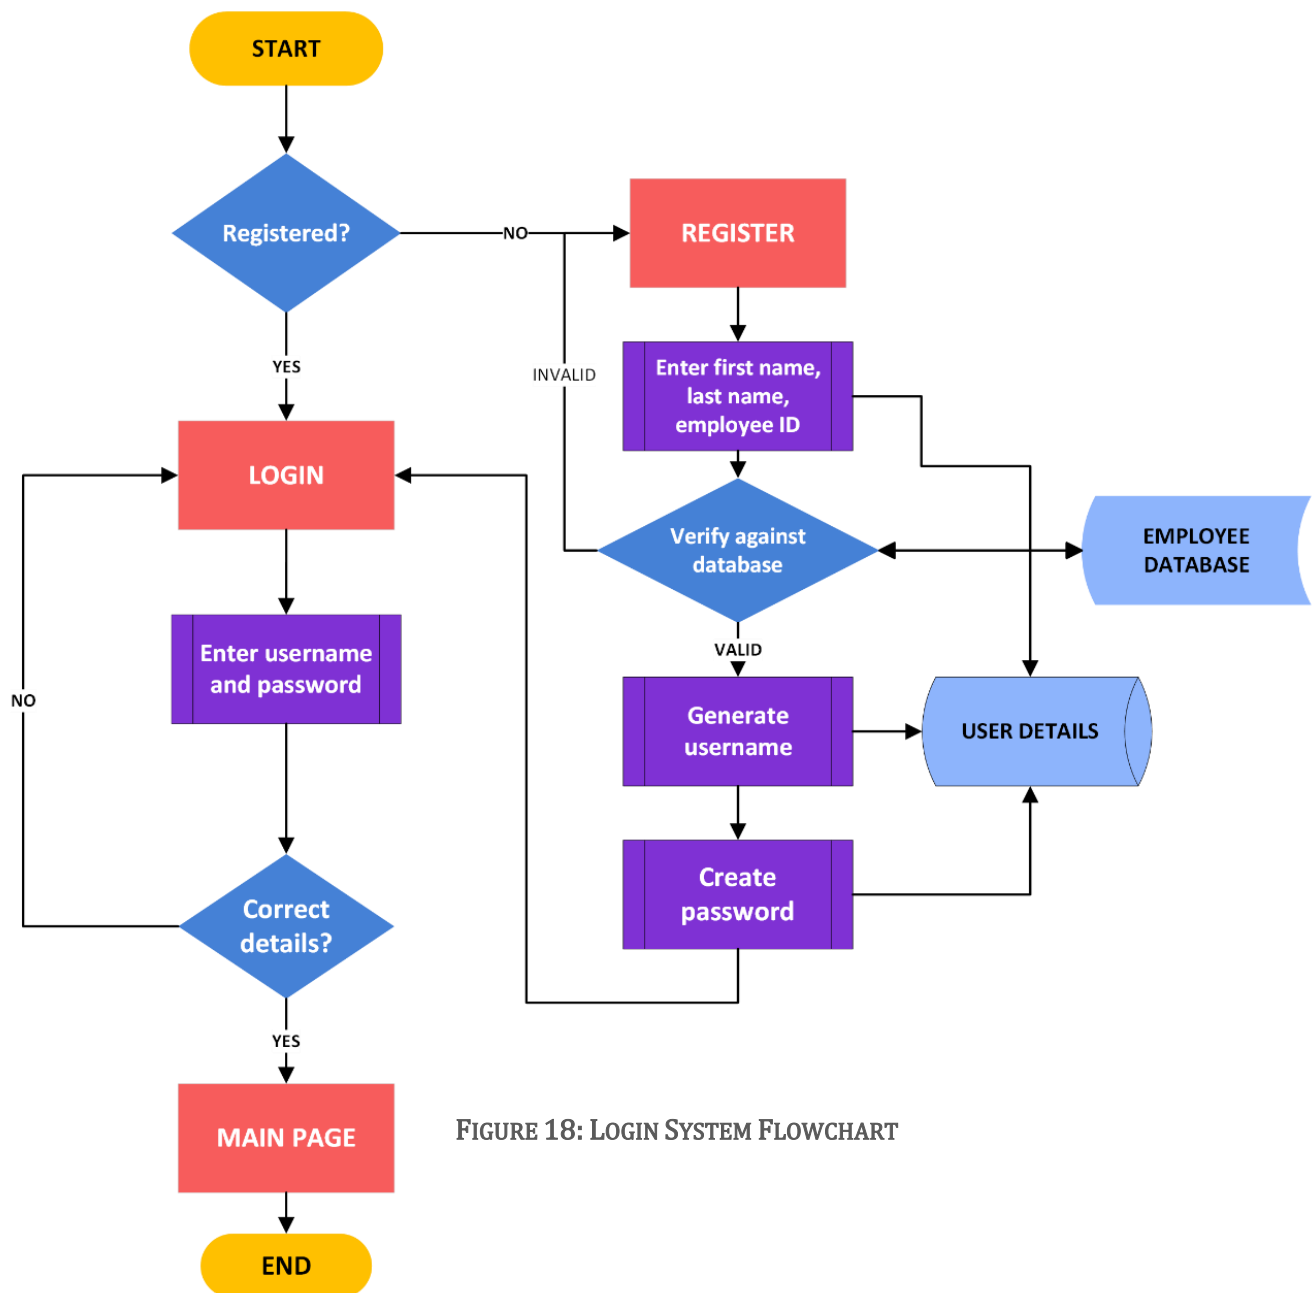 START
Registered?
NO
REGISTER
YES
INVALID
Enter first name,
last name,
employee ID
LOGIN
Verify against
database
EMPLOYEE
DATABASE
Enter username
and password
NO
VALID
Generate
username
USER DETAILS
Create
password
Correct
details?
YES
MAIN PAGE
FIGURE 18: LOGIN SYSTEM FLOWCHART
END